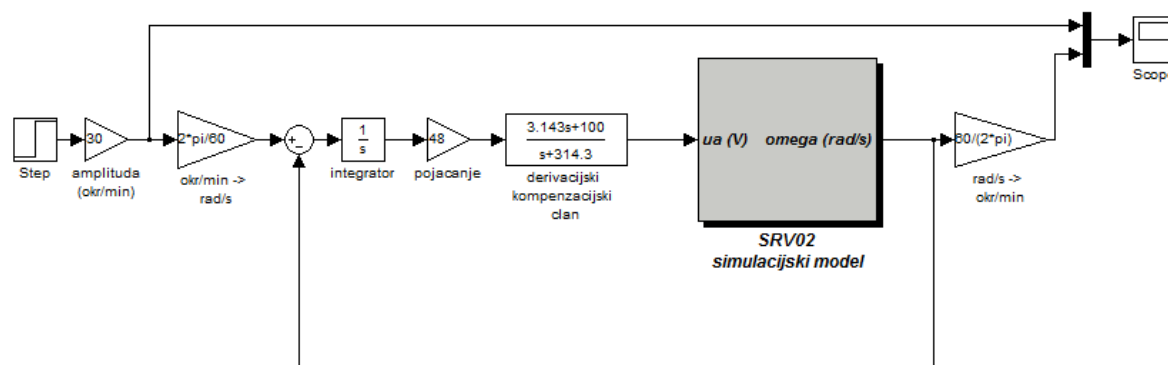 Step
30
amplituda
(okr/min)
2*pi/60
okr/min ->
rad/s
+
−
1
s
integrator
48
pojacanje
3.143s+100
s+314.3
derivacijski
kompenzacijski
clan
ua (V)
omega (rad/s)
SRV02
simulacijski model
60/(2*pi)
rad/s ->
okr/min
Scope